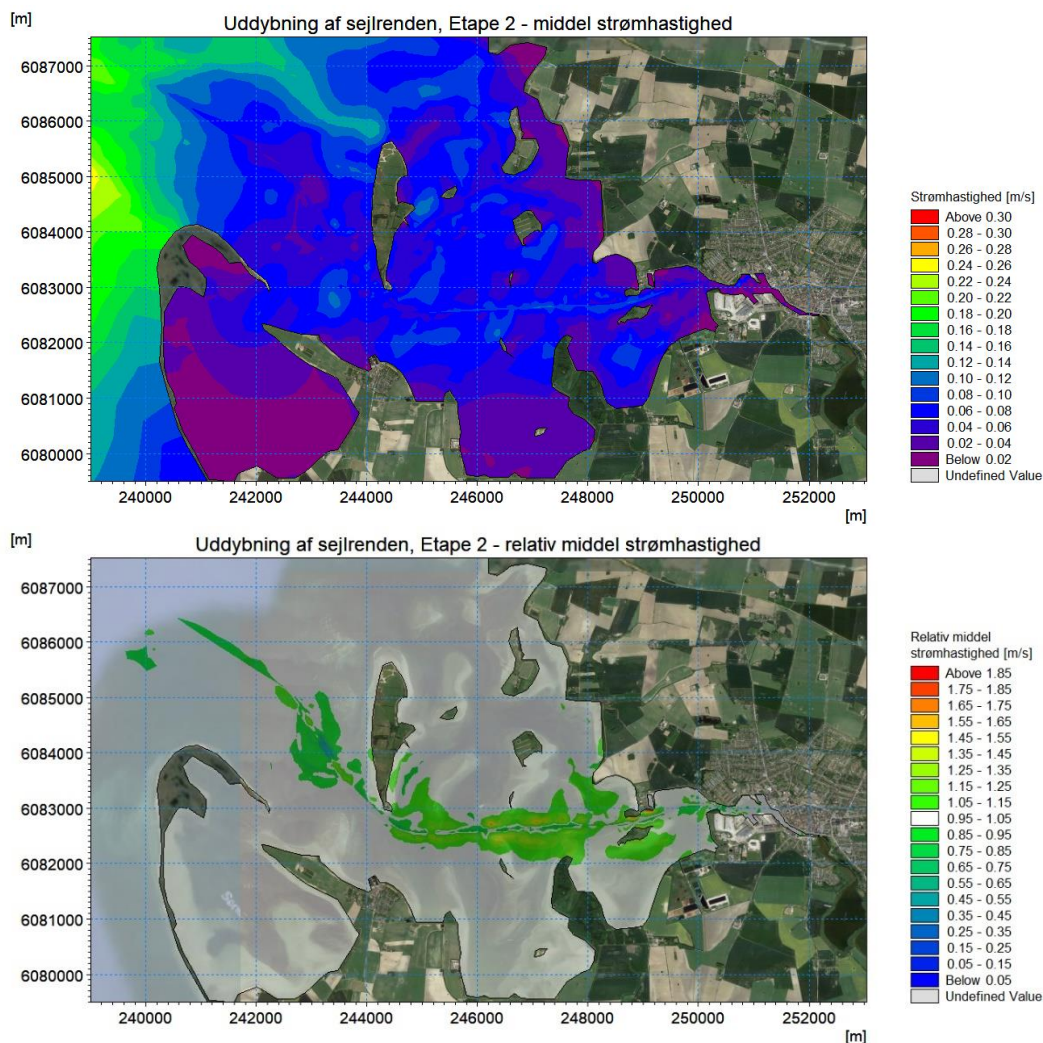 [m]
Uddybning af sejlrenden, Etape 2 - middel strømhastighed
6087000
6086000
6085000
6084000
6083000
6082000
6081000
6080000
240000 242000 244000 246000 248000 250000 252000
[m]
Strømhastighed [m/s]
Above 0.30
0.28 - 0.30
0.26 - 0.28
0.24 - 0.26
0.22 - 0.24
0.20 - 0.22
0.18 - 0.20
0.16 - 0.18
0.14 - 0.16
0.12 - 0.14
0.10 - 0.12
0.08 - 0.10
0.06 - 0.08
0.04 - 0.06
0.02 - 0.04
Below 0.02
Undefined Value
[m]
Uddybning af sejlrenden, Etape 2 - relativ middel strømhastighed
6087000
6086000
6085000
6084000
6083000
6082000
6081000
6080000
240000 242000 244000 246000 248000 250000 252000
[m]
Relativ middel
strømhastighed [m/s]
Above 1.85
1.75 - 1.85
1.65 - 1.75
1.55 - 1.65
1.45 - 1.55
1.35 - 1.45
1.25 - 1.35
1.15 - 1.25
1.05 - 1.15
0.95 - 1.05
0.85 - 0.95
0.75 - 0.85
0.65 - 0.75
0.55 - 0.65
0.45 - 0.55
0.35 - 0.45
0.25 - 0.35
0.15 - 0.25
0.05 - 0.15
Below 0.05
Undefined Value